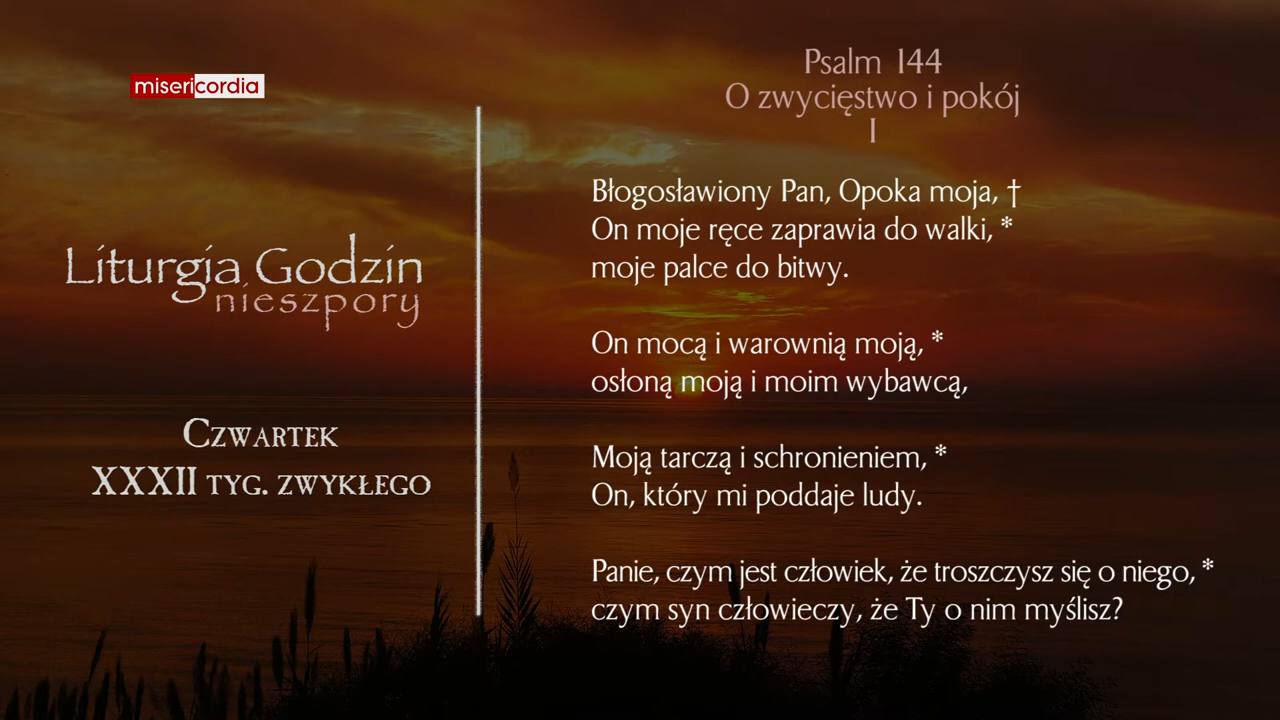 misericordia
Liturgia Godzin
nieszpory
Czwartek
XXXII tyg. zwykłego
Psalm 144
O zwycięstwo i pokój
I
Błogosławiony Pan, Opoka moja, †
On moje ręce zaprawia do walki, *
moje palce do bitwy.
On mocą i warownią moją, *
osłoną moją i moim wybawcą,
Moją tarczą i schronieniem, *
On, który mi poddaje ludy.
Panie, czym jest człowiek, że troszczysz się o niego, *
czym syn człowieczy, że Ty o nim myślisz?